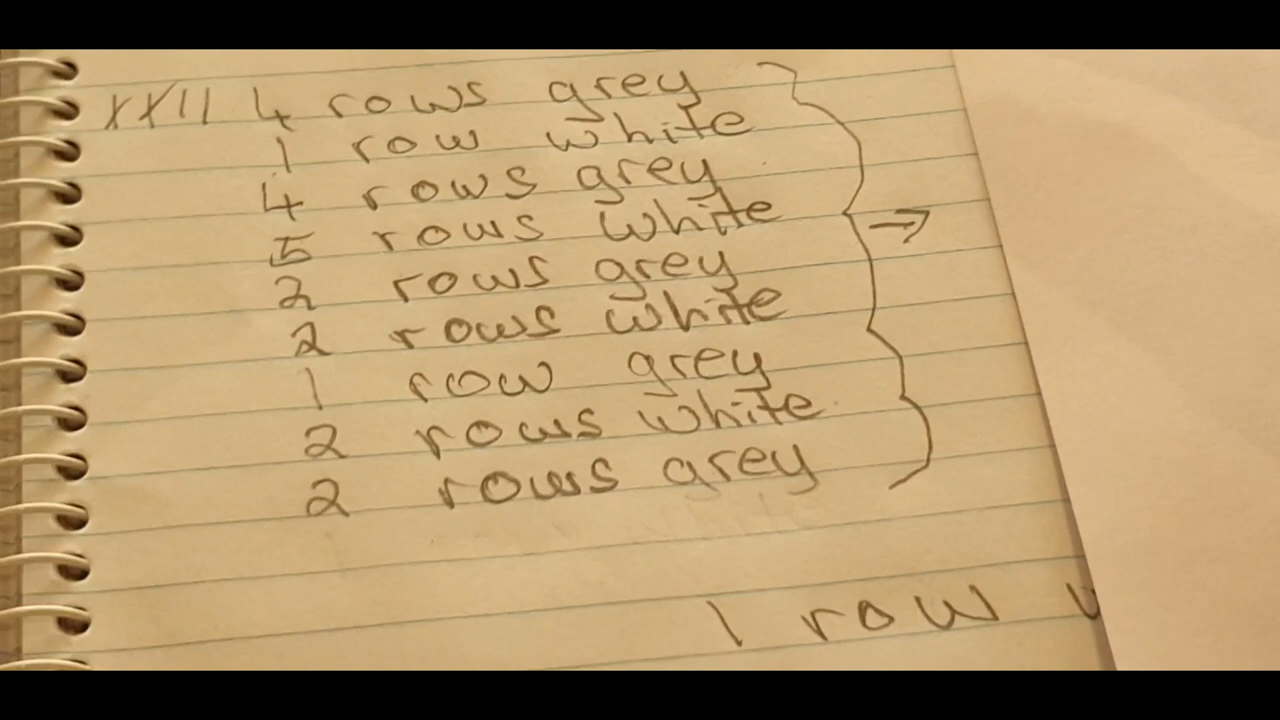 XXII 4 rows grey
1 row white
4 rows grey
5 rows white
2 rows grey
2 rows white
1 row grey
2 rows white
2 rows grey
→
1 row